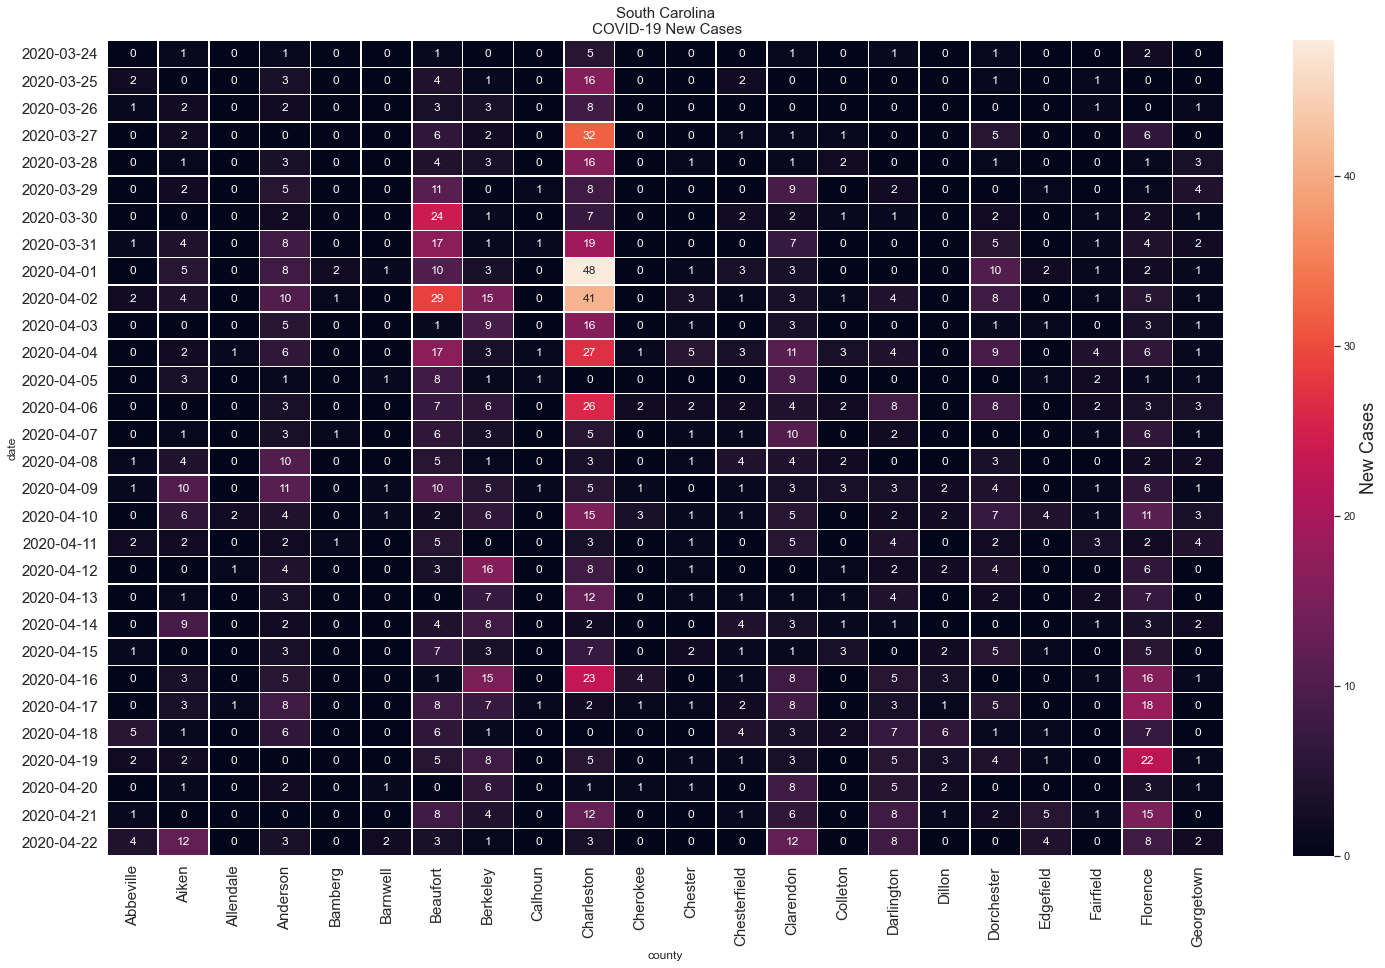 South Carolina
COVID-19 New Cases
2020-03-24 0 1 0 1 0 0 1 0 0 5 0 0 0 1 0 1 0 1 0 0 2 0
2020-03-25 2 0 0 3 0 0 4 1 0 16 0 0 2 0 0 0 0 1 0 1 0 0
2020-03-26 1 2 0 2 0 0 3 3 0 8 0 0 0 0 0 0 0 0 0 1 0 1
2020-03-27 0 2 0 0 0 0 6 2 0 32 0 0 1 1 1 0 0 5 0 0 6 0
2020-03-28 0 1 0 3 0 0 4 3 0 16 0 1 0 1 2 0 0 1 0 0 1 3
2020-03-29 0 2 0 5 0 0 11 0 1 8 0 0 0 9 0 2 0 0 1 0 1 4
2020-03-30 0 0 0 2 0 0 24 1 0 7 0 0 2 2 1 1 0 2 0 1 2 1
2020-03-31 1 4 0 8 0 0 17 1 1 19 0 0 0 7 0 0 0 5 0 1 4 2
2020-04-01 0 5 0 8 2 1 10 3 0 48 0 1 3 3 0 0 0 10 2 1 2 1
2020-04-02 2 4 0 10 1 0 29 15 0 41 0 3 1 3 1 4 0 8 0 1 5 1
2020-04-03 0 0 0 5 0 0 1 9 0 16 0 1 0 3 0 0 0 1 1 0 3 1
2020-04-04 0 2 1 6 0 0 17 3 1 27 1 5 3 11 3 4 0 9 0 4 6 1
2020-04-05 0 3 0 1 0 1 8 1 1 0 0 0 0 9 0 0 0 0 1 2 1 1
2020-04-06 0 0 0 3 0 0 7 6 0 26 2 2 2 4 2 8 0 8 0 2 3 3
2020-04-07 0 1 0 3 1 0 6 3 0 5 0 1 1 10 0 2 0 0 0 1 6 1
2020-04-08 1 4 0 10 0 0 5 1 0 3 0 1 4 4 2 0 0 3 0 0 2 2
2020-04-09 1 10 0 11 0 1 10 5 1 5 1 0 1 3 3 3 2 4 0 1 6 1
2020-04-10 0 6 2 4 0 1 2 6 0 15 3 1 1 5 0 2 2 7 4 1 11 3
2020-04-11 2 2 0 2 1 0 5 0 0 3 0 1 0 5 0 4 0 2 0 3 2 4
2020-04-12 0 0 1 4 0 0 3 16 0 8 0 1 0 0 1 2 2 4 0 0 6 0
2020-04-13 0 1 0 3 0 0 0 7 0 12 0 1 1 1 1 4 0 2 0 2 7 0
2020-04-14 0 9 0 2 0 0 4 8 0 2 0 0 4 3 1 1 0 0 0 1 3 2
2020-04-15 1 0 0 3 0 0 7 3 0 7 0 2 1 1 3 0 2 5 1 0 5 0
2020-04-16 0 3 0 5 0 0 1 15 0 23 4 0 1 8 0 5 3 0 0 1 16 1
2020-04-17 0 3 1 8 0 0 8 7 1 2 1 1 2 8 0 3 1 5 0 0 18 0
2020-04-18 5 1 0 6 0 0 6 1 0 0 0 0 4 3 2 7 6 1 1 0 7 0
2020-04-19 2 2 0 0 0 0 5 8 0 5 0 1 1 3 0 5 3 4 1 0 22 1
2020-04-20 0 1 0 2 0 1 0 6 0 1 1 1 0 8 0 5 2 0 0 0 3 1
2020-04-21 1 0 0 0 0 0 8 4 0 12 0 0 1 6 0 8 1 2 5 1 15 0
2020-04-22 4 12 0 3 0 2 3 1 0 3 0 0 0 12 0 8 0 0 4 0 8 2
date
Abbeville Aiken Allendale Anderson Bamberg Barnwell Beaufort Berkeley Calhoun Charleston Cherokee Chester Chesterfield Clarendon Colleton Darlington Dillon Dorchester Edgefield Fairfield Florence Georgetown
county
40
30
20
10
0
New Cases